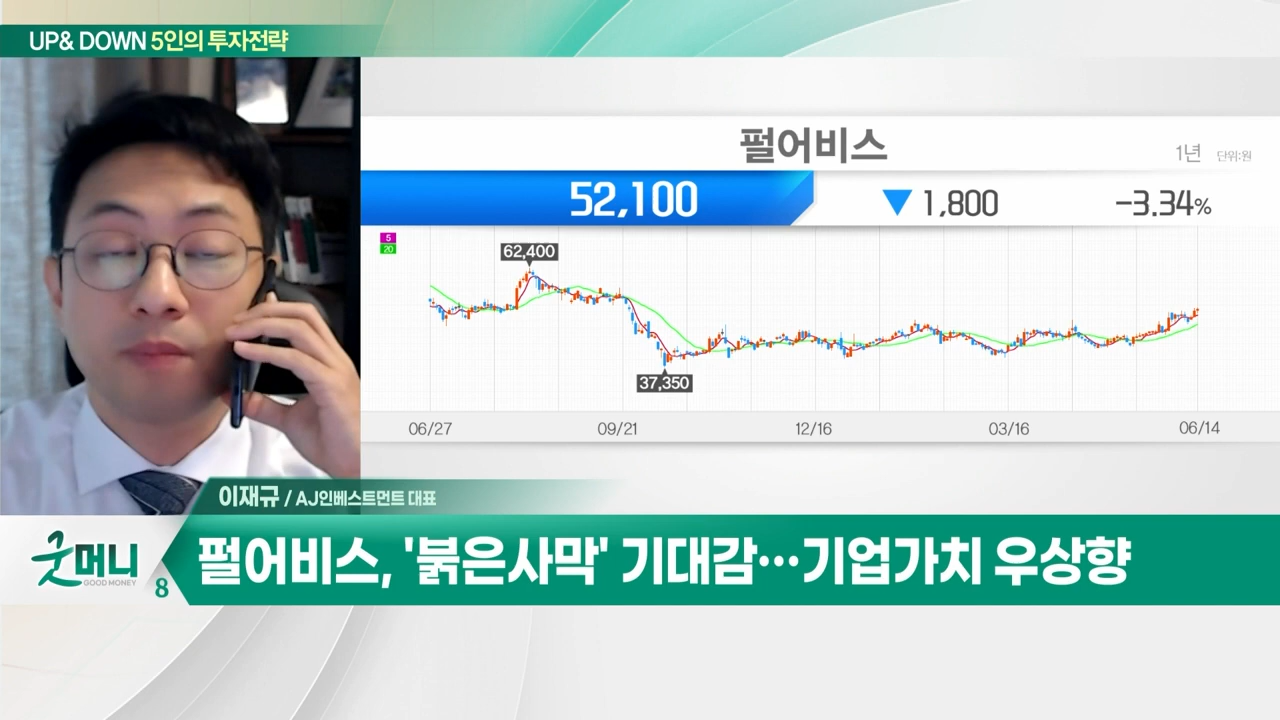 UP& DOWN 5인의 투자전략
펄어비스
1년 단위:원
52,100 ▼ 1,800 -3.34%
5
20
62,400
37,350
06/27 09/21 12/16 03/16 06/14
이재규 / AJ인베스트먼트 대표
굿머니
GOOD MONEY
8
펄어비스, '붉은사막' 기대감…기업가치 우상향